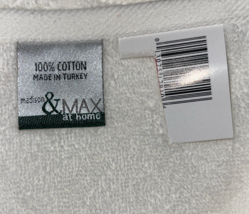 100% COTTON
MADE IN TURKEY
madison
&MAX
at home